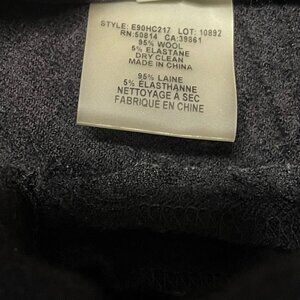 STYLE: E90HC217 LOT: 10892
RN:50814 CA:39861
95% WOOL
5% ELASTANE
DRY CLEAN
MADE IN CHINA
95% LAINE
5% ÉLASTHANNE
NETTOYAGE À SEC
FABRIQUÉ EN CHINE